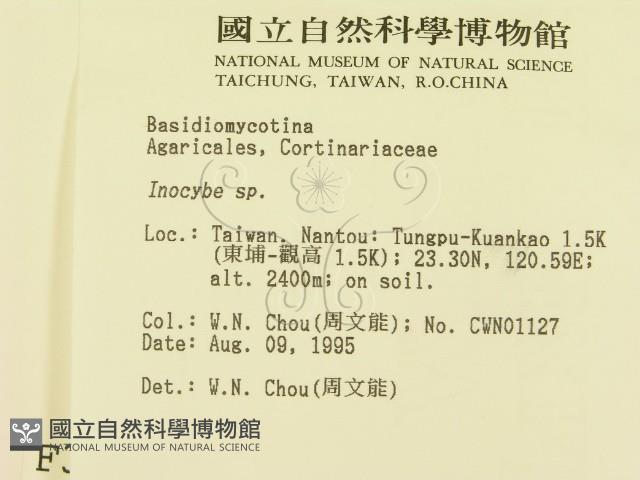 國立自然科學博物館
NATIONAL MUSEUM OF NATURAL SCIENCE
TAICHUNG, TAIWAN, R.O.CHINA
Basidiomycotina
Agaricales, Cortinariaceae
Inocybe sp.
Loc.: Taiwan. Nantou: Tungpu-Kuankao 1.5K
(東埔-觀高 1.5K); 23.30N, 120.59E;
alt. 2400m; on soil.
Col.: W.N. Chou(周文能); No. CWN01127
Date: Aug. 09, 1995
Det.: W.N. Chou(周文能)
國立自然科學博物館
NATIONAL MUSEUM OF NATURAL SCIENCE